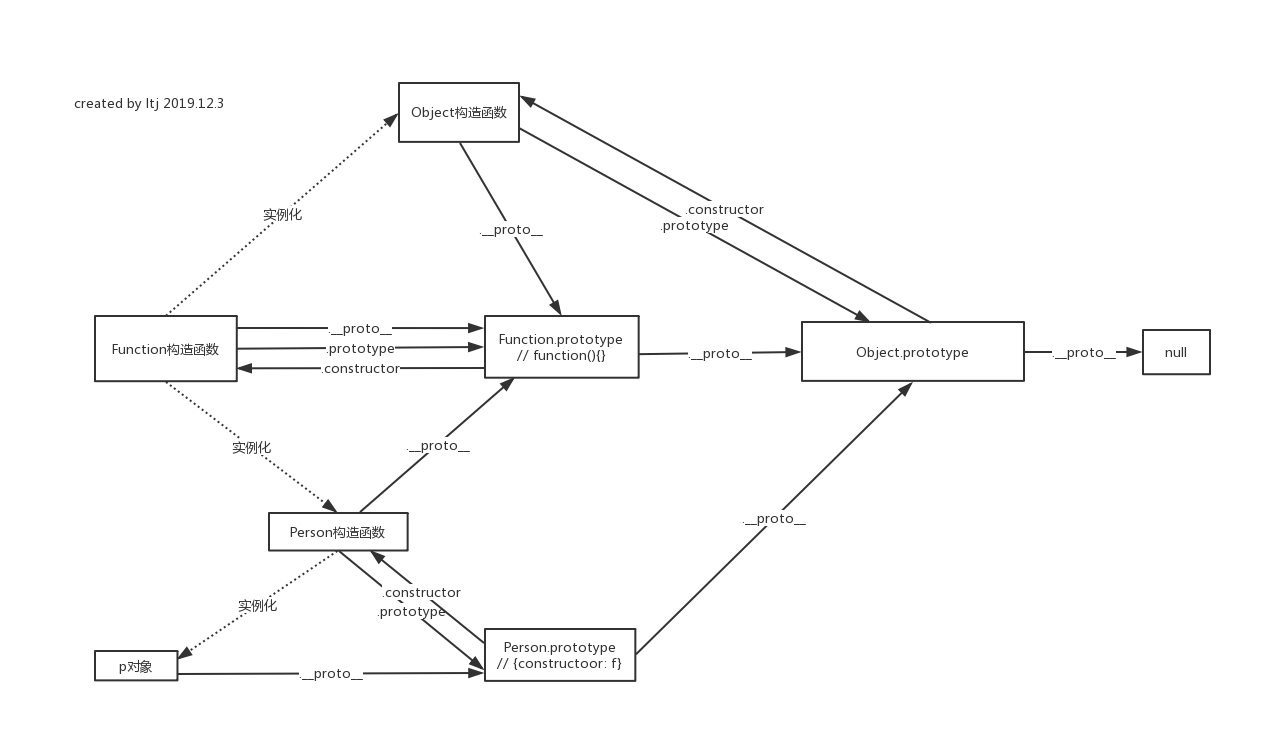 created by ltj 2019.12.3
Object构造函数
.constructor
.prototype
实例化
.__proto__
Function构造函数
.__proto__
.prototype
.constructor
Function.prototype
// function(){}
.__proto__
Object.prototype
.__proto__
null
实例化
.__proto__
Person构造函数
.__proto__
实例化
.constructor
.prototype
p对象
.__proto__
Person.prototype
// {constructoor: f}